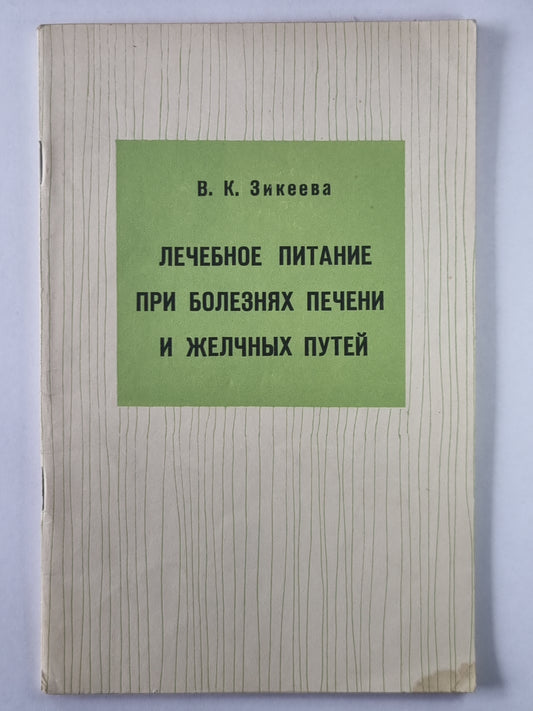 В. К. Зикеева
ЛЕЧЕБНОЕ ПИТАНИЕ
ПРИ БОЛЕЗНЯХ ПЕЧЕНИ
И ЖЕЛЧНЫХ ПУТЕЙ